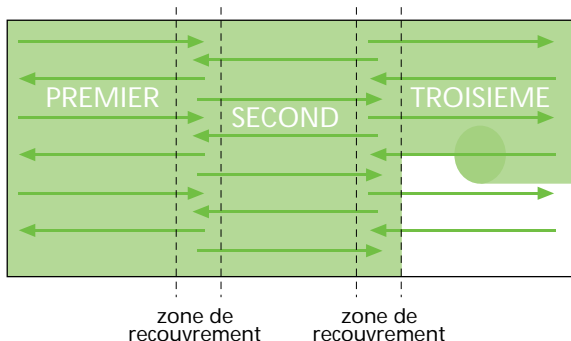 PREMIER
SECOND
TROISIEME
zone de
recouvrement
zone de
recouvrement